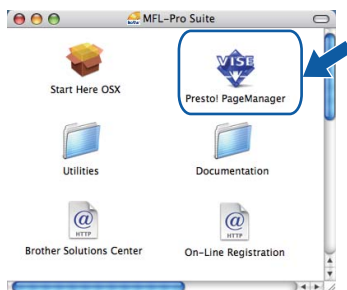 MFL-Pro Suite
VISE
Start Here OSX
Presto! PageManager
Utilities
Documentation
@
HTTP
@
HTTP
Brother Solutions Center
On-Line Registration